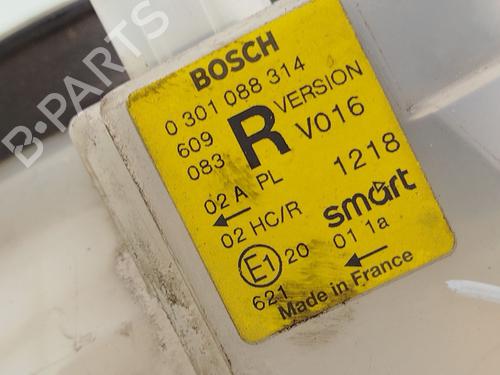 B-PARTS
BOSCH
0 301 088 314
609
083
R
VERSION
V016
02 A PL
1218
02 HC/R
smart
E1 20
01 1a
621
Made in France